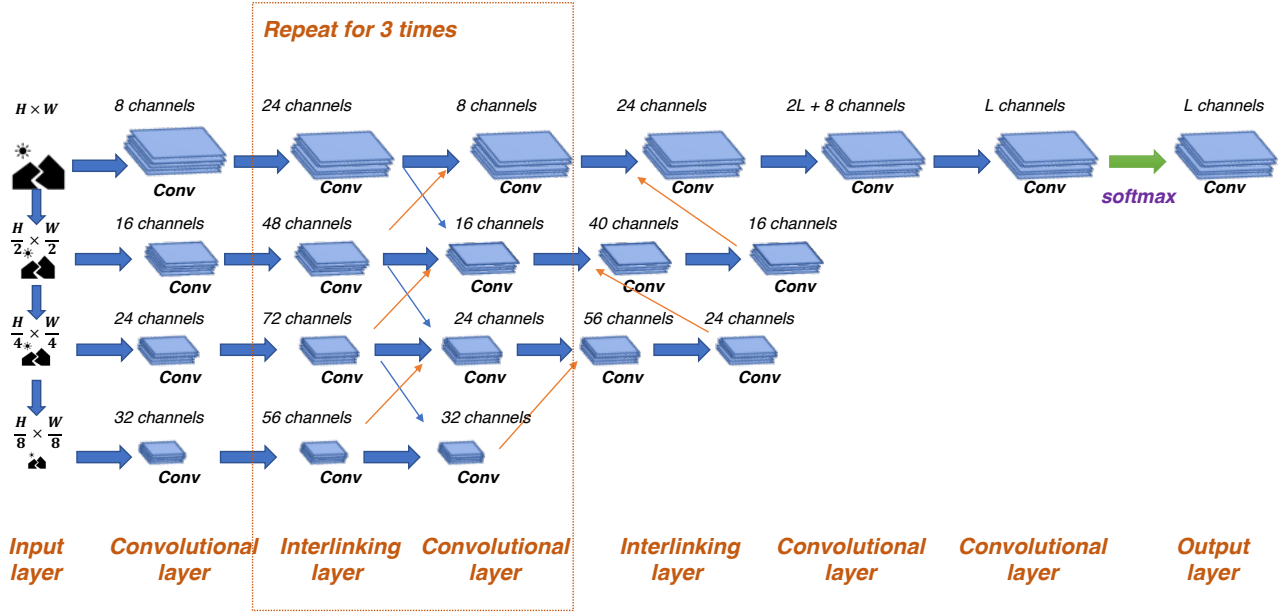 Repeat for 3 times
H × W
8 channels
24 channels
8 channels
24 channels
2L + 8 channels
L channels
L channels
Conv
Conv
Conv
Conv
Conv
Conv
Conv
softmax
H/2 × W/2
16 channels
48 channels
16 channels
40 channels
16 channels
Conv
Conv
Conv
Conv
Conv
H/4 × W/4
24 channels
72 channels
24 channels
56 channels
24 channels
Conv
Conv
Conv
Conv
Conv
H/8 × W/8
32 channels
56 channels
32 channels
Conv
Conv
Conv
Input
layer
Convolutional
layer
Interlinking
layer
Convolutional
layer
Interlinking
layer
Convolutional
layer
Convolutional
layer
Output
layer